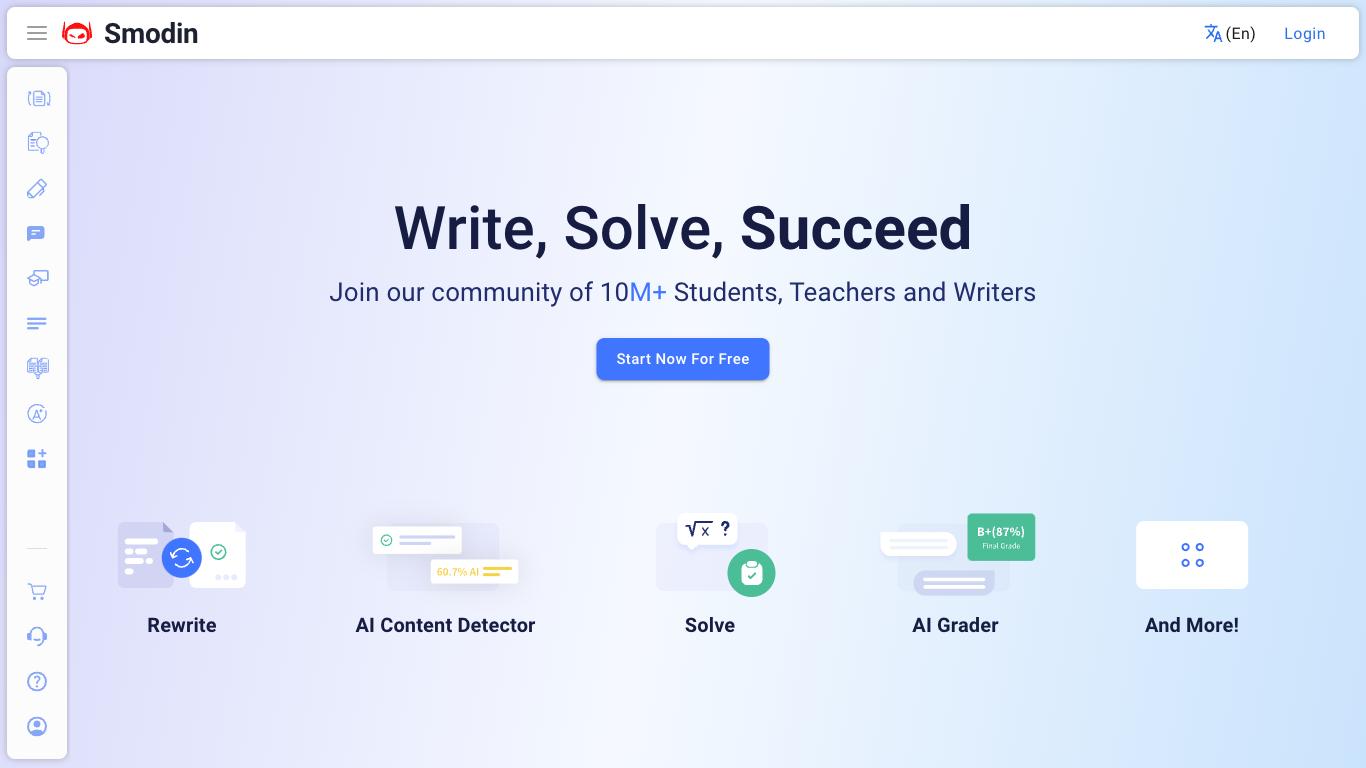 Smodin
(En)
Login
Write, Solve, Succeed
Join our community of 10M+ Students, Teachers and Writers
Start Now For Free
√x ?
B+(87%)
Final Grade
60.7% AI
Rewrite
AI Content Detector
Solve
AI Grader
And More!